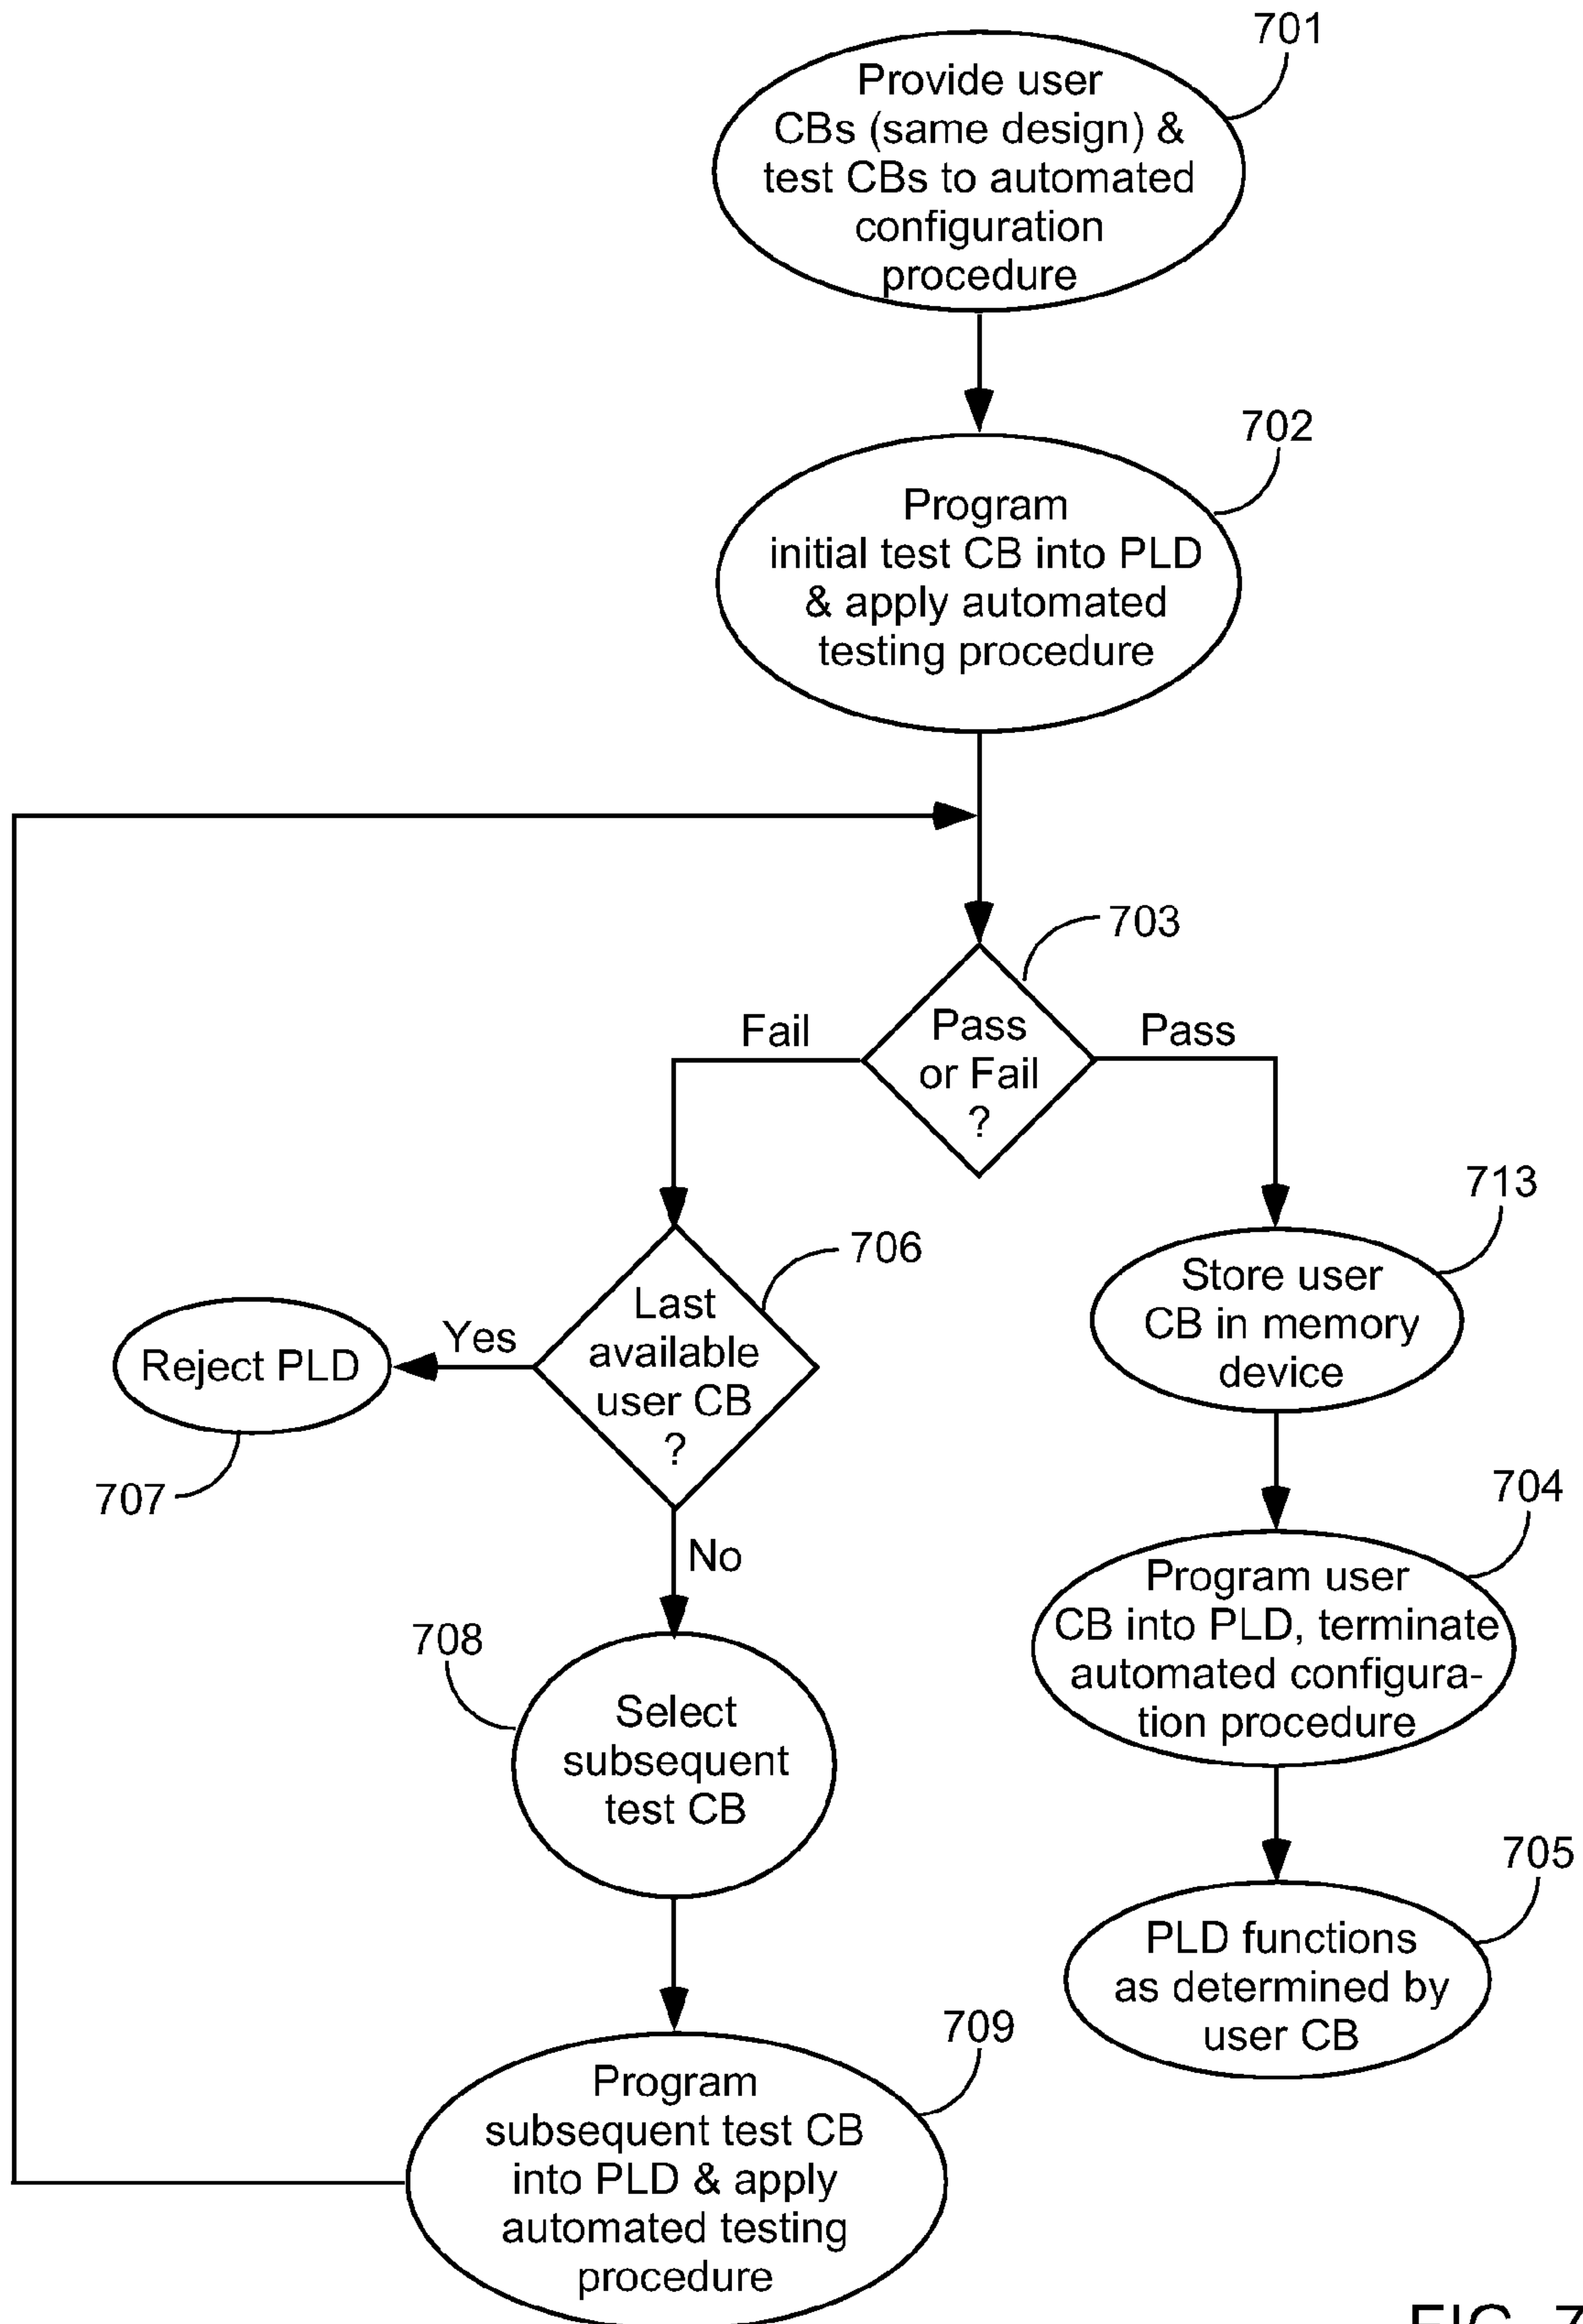 701
Provide user
CBs (same design) &
test CBs to automated
configuration
procedure
702
Program
initial test CB into PLD
& apply automated
testing procedure
703
Pass
or Fail
?
Fail
Pass
713
Store user
CB in memory
device
706
Last
available
user CB
?
Yes
Reject PLD
707
No
704
Program user
CB into PLD, terminate
automated configura-
tion procedure
708
Select
subsequent
test CB
705
PLD functions
as determined by
user CB
709
Program
subsequent test CB
into PLD & apply
automated testing
procedure
FIG. 7